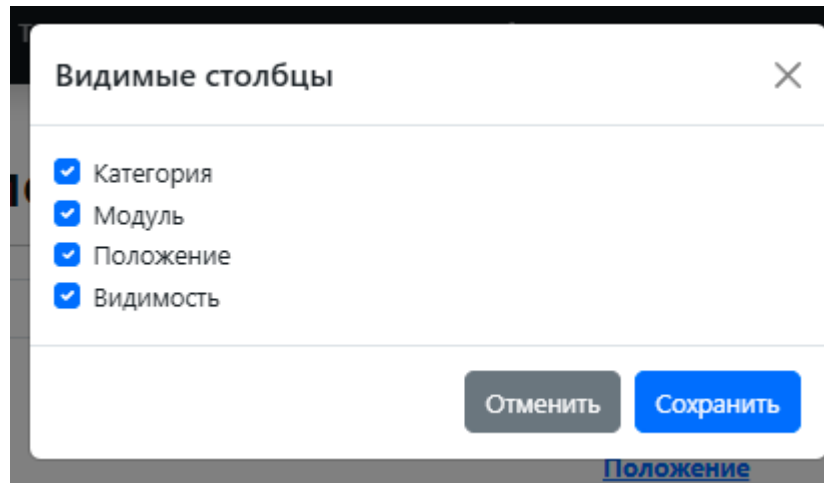 Видимые столбцы
Категория
Модуль
Положение
Видимость
Отменить
Сохранить
Положение